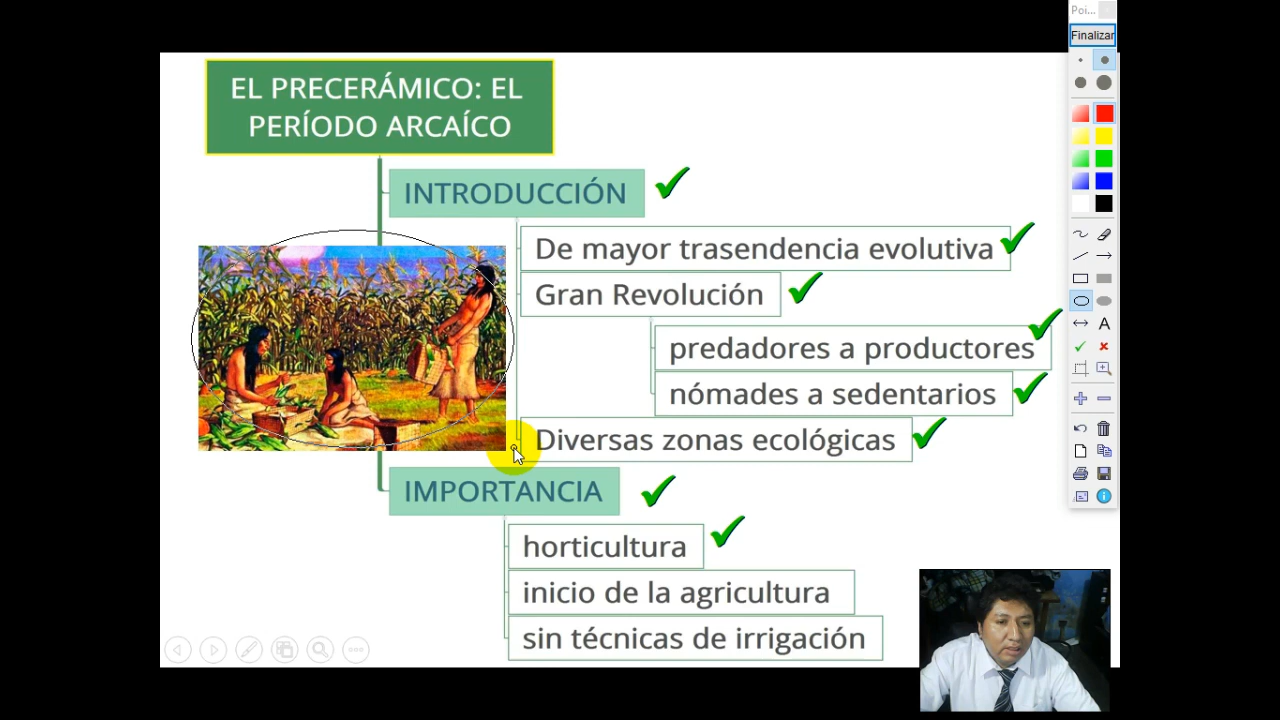 Poi...
Finalizar
EL PRECERÁMICO: EL
PERÍODO ARCAÍCO
INTRODUCCIÓN
De mayor trasendencia evolutiva
Gran Revolución
predadores a productores
nómades a sedentarios
Diversas zonas ecológicas
IMPORTANCIA
horticultura
inicio de la agricultura
sin técnicas de irrigación
A